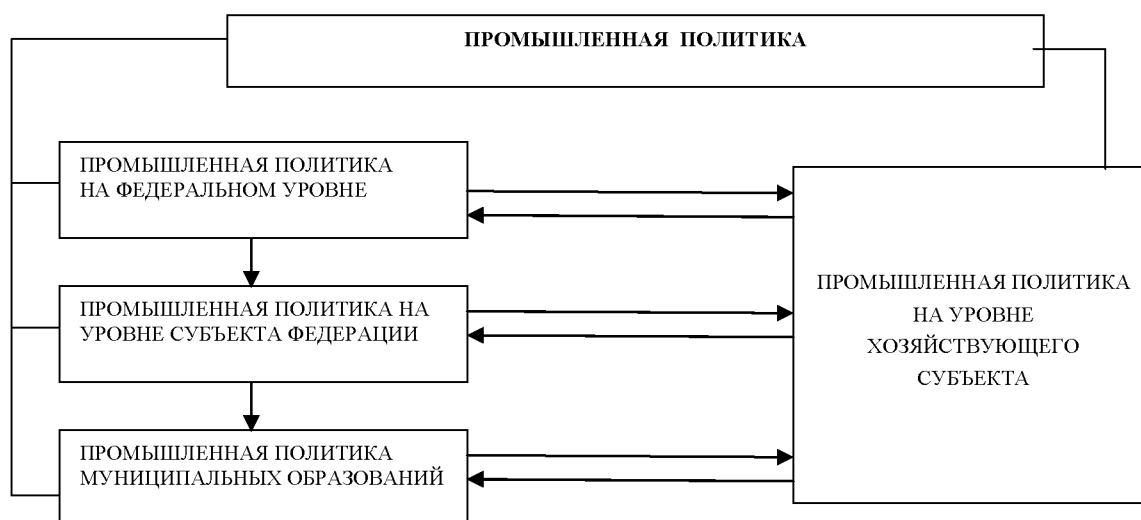 ПРОМЫШЛЕННАЯ ПОЛИТИКА
ПРОМЫШЛЕННАЯ ПОЛИТИКА
НА ФЕДЕРАЛЬНОМ УРОВНЕ
ПРОМЫШЛЕННАЯ ПОЛИТИКА НА
УРОВНЕ СУБЪЕКТА ФЕДЕРАЦИИ
ПРОМЫШЛЕННАЯ ПОЛИТИКА
МУНИЦИПАЛЬНЫХ ОБРАЗОВАНИЙ
ПРОМЫШЛЕННАЯ ПОЛИТИКА
НА УРОВНЕ
ХОЗЯЙСТВУЮЩЕГО
СУБЪЕКТА